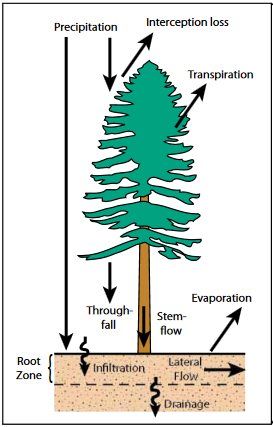 Precipitation
Interception loss
Transpiration
Through-
fall
Stem-
flow
Evaporation
Root
Zone
Infiltration
Lateral
Flow
Drainage